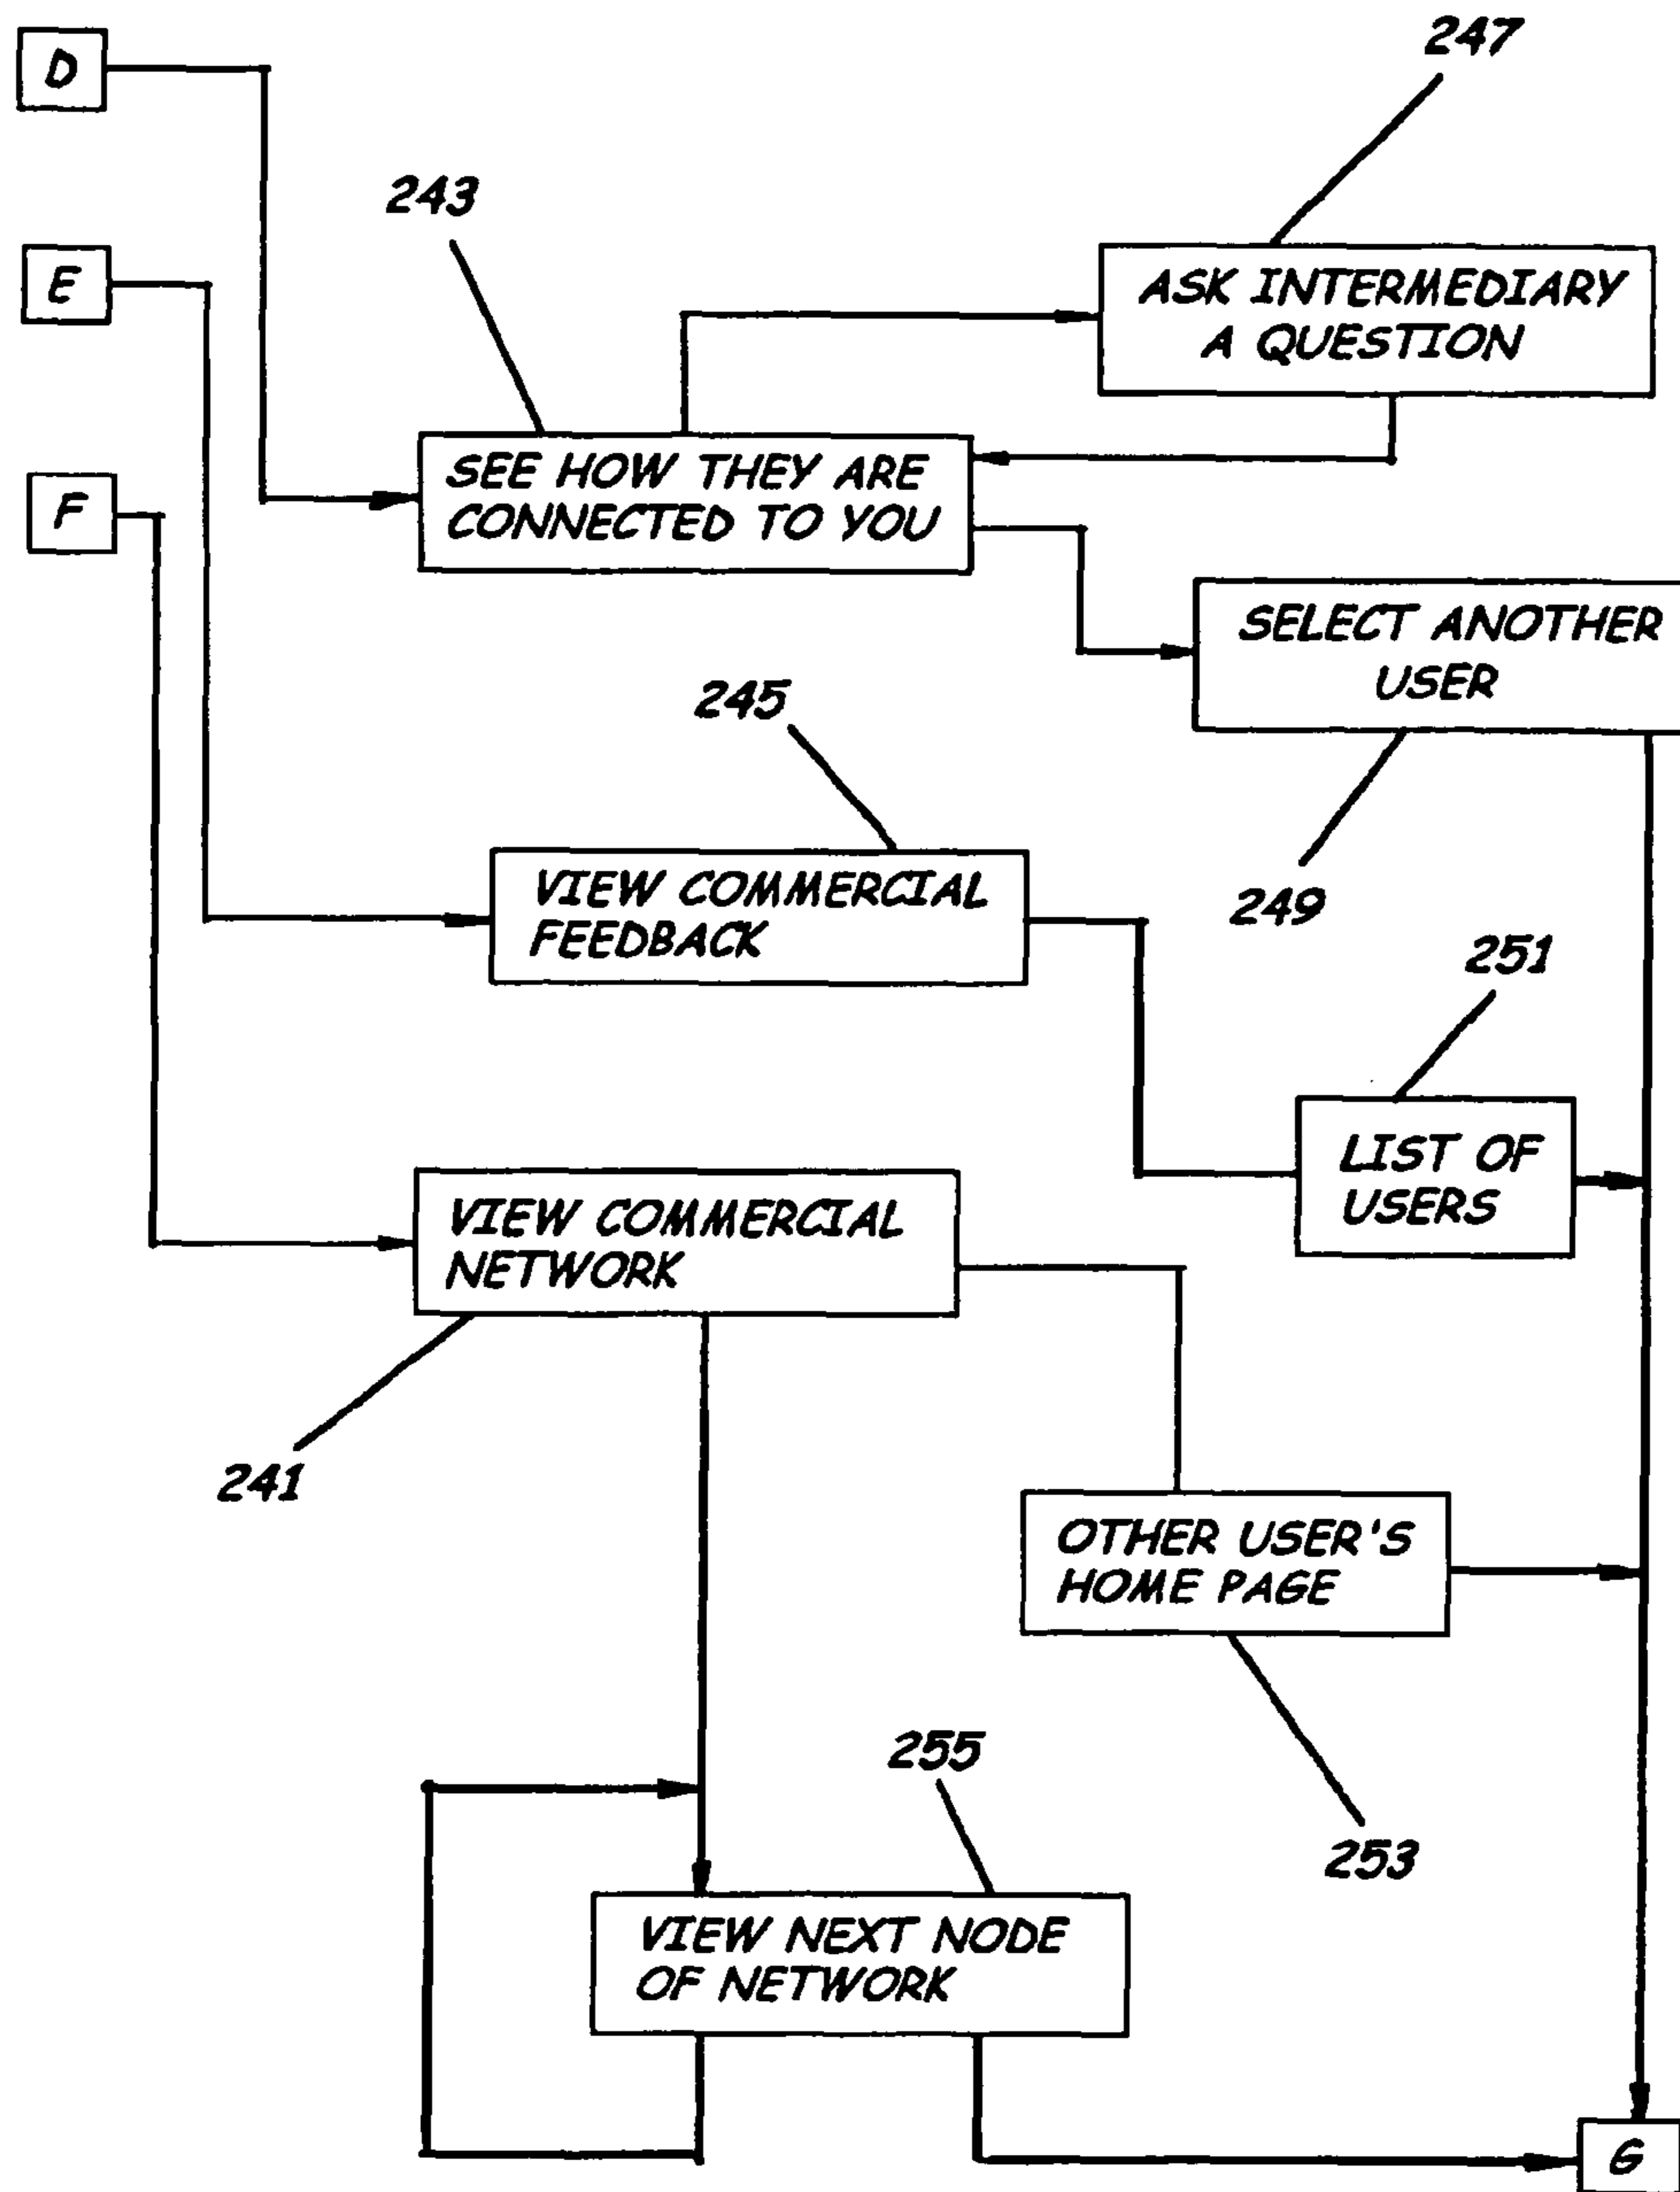 D
247
243
E
ASK INTERMEDIARY
A QUESTION
SEE HOW THEY ARE
CONNECTED TO YOU
F
SELECT ANOTHER
USER
245
VIEW COMMERCIAL
FEEDBACK
249
251
LIST OF
USERS
VIEW COMMERCIAL
NETWORK
241
OTHER USER'S
HOME PAGE
255
253
VIEW NEXT NODE
OF NETWORK
G